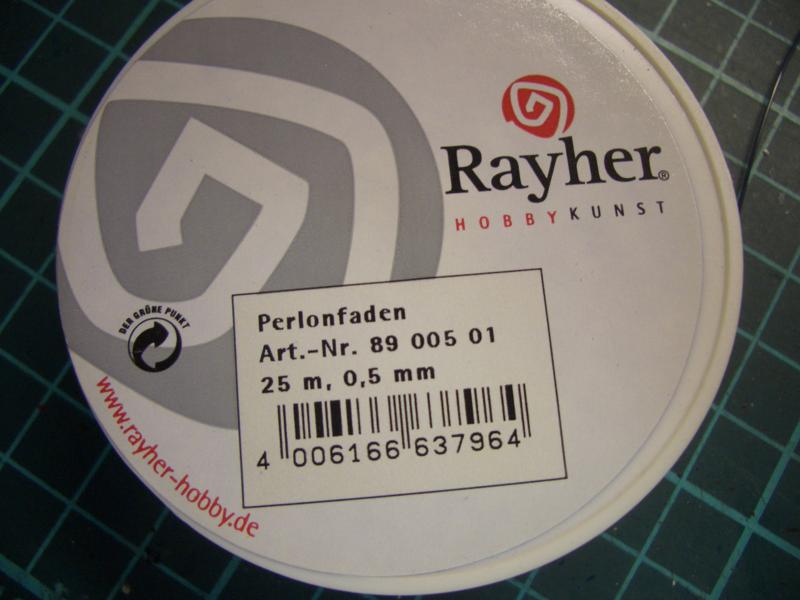 Rayher®
HOBBYKUNST
Perlonfaden
Art.-Nr. 89 005 01
25 m, 0,5 mm
4 006166 637964
DER GRÜNE PUNKT
www.rayher-hobby.de